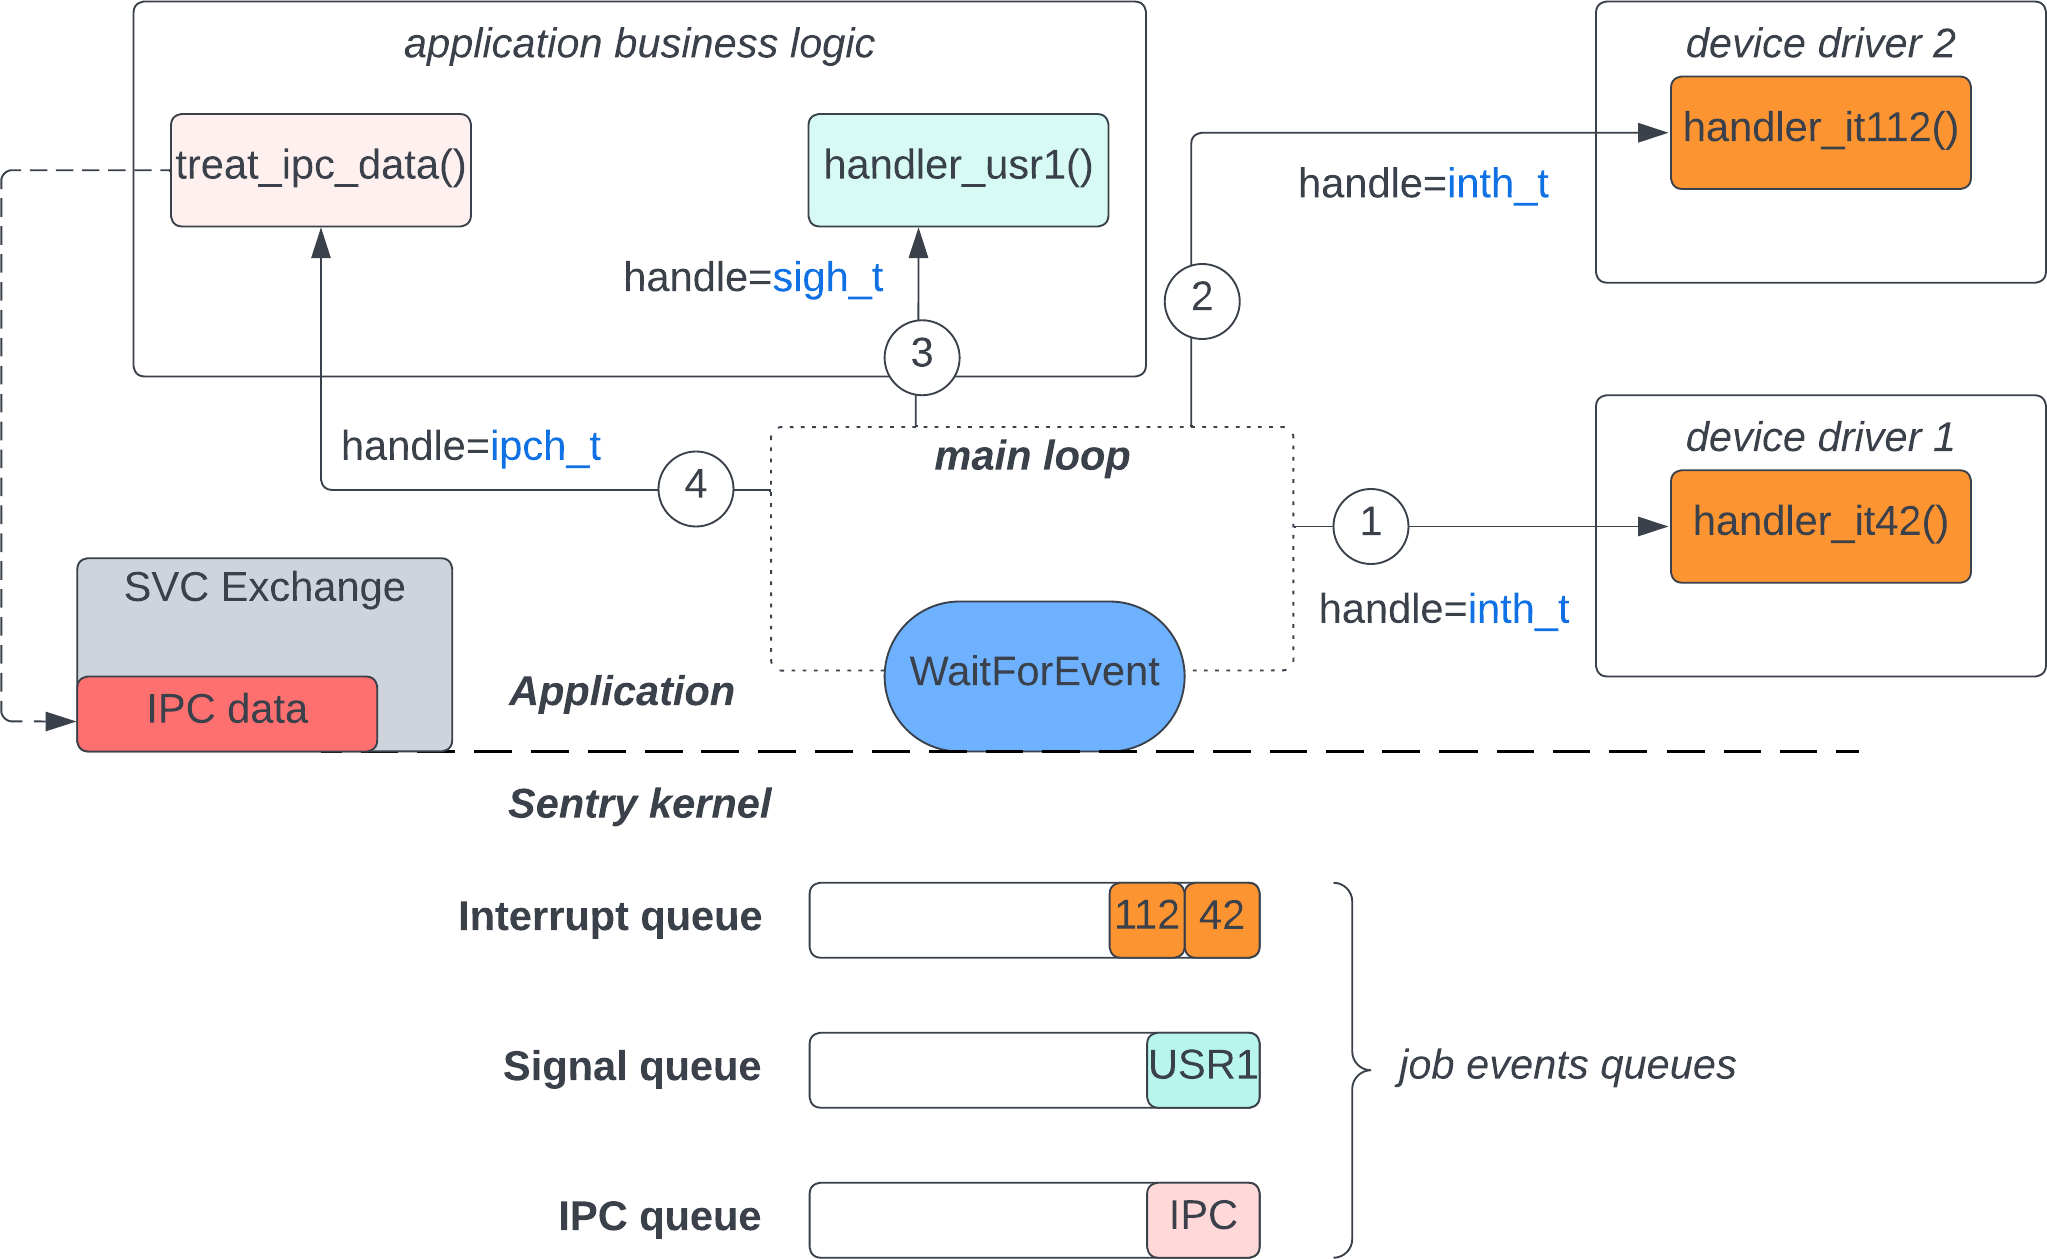 application business logic
device driver 2
treat_ipc_data()
handler_usr1()
handler_it112()
handle=inth_t
handle=sigh_t
2
3
device driver 1
handle=ipch_t
main loop
4
1
handler_it42()
SVC Exchange
handle=inth_t
WaitForEvent
Application
IPC data
Sentry kernel
Interrupt queue
112
42
Signal queue
USR1
job events queues
IPC queue
IPC